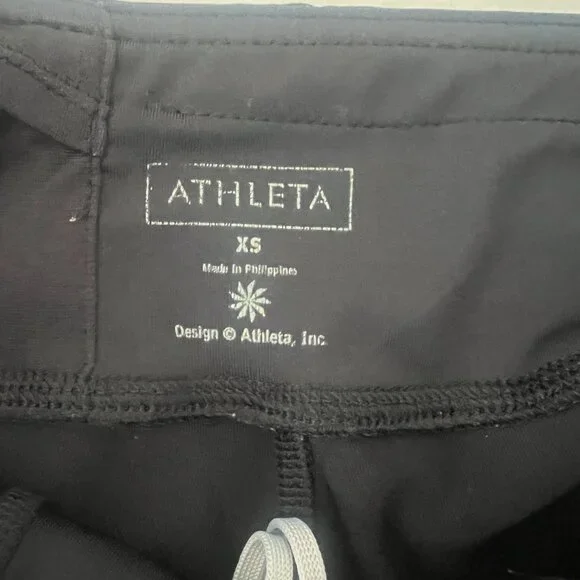 ATHLETA
XS
Made in Philippines
Design © Athleta, Inc.